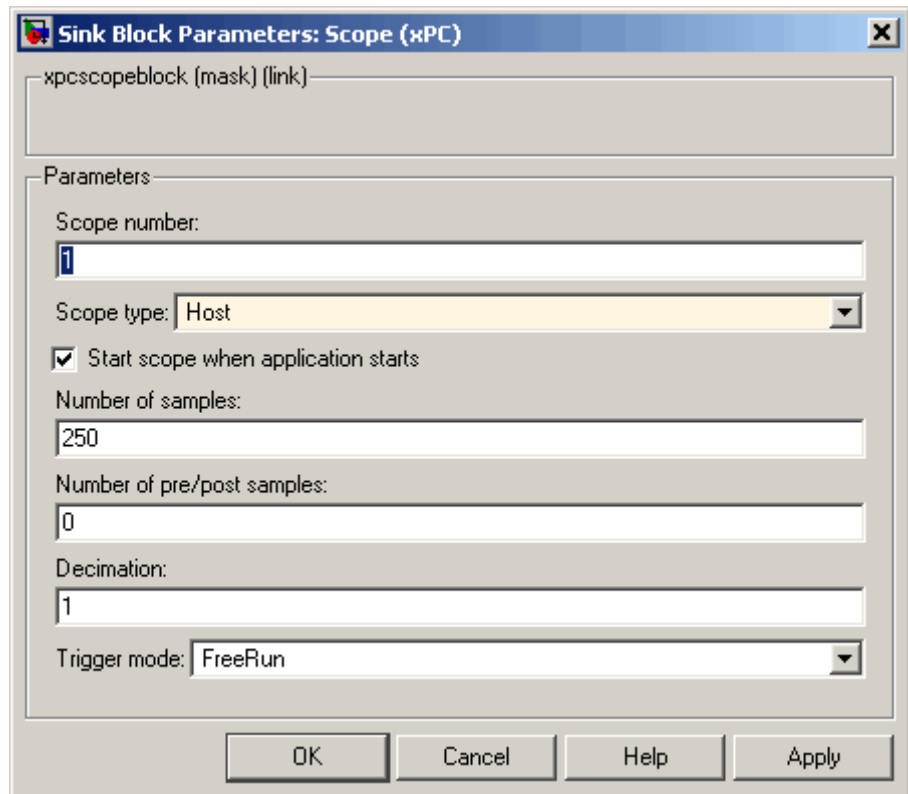 Sink Block Parameters: Scope (xPC)
xpcscopeblock (mask) (link)
Parameters
Scope number:
1
Scope type: Host
Start scope when application starts
Number of samples:
250
Number of pre/post samples:
0
Decimation:
1
Trigger mode: FreeRun
OK Cancel Help Apply